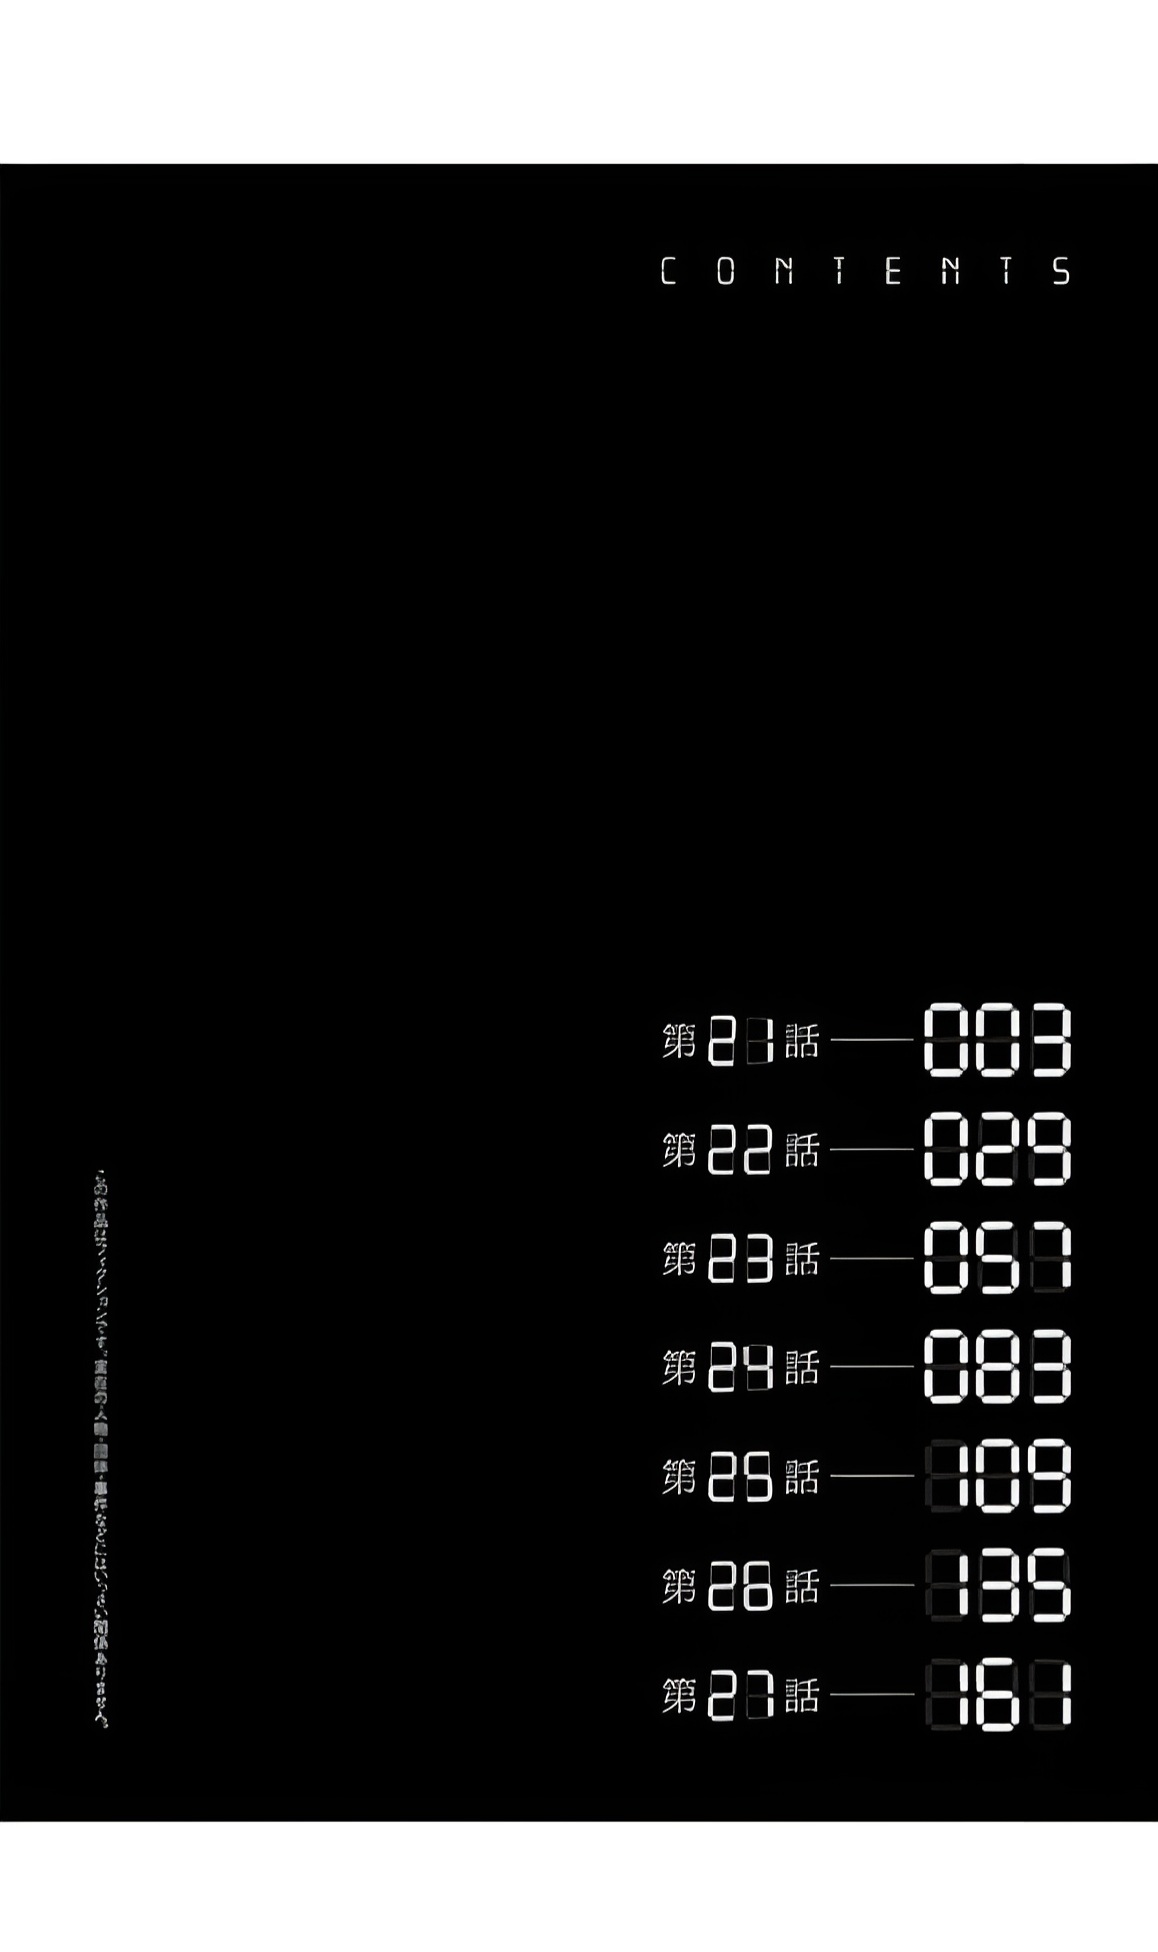 CONTENTS
第21話 003
第22話 029
第23話 057
第24話 083
第25話 109
第26話 135
第27話 161
この作品はフィクションです。実在の人物・団体・事件などにはいっさい関係ありません。